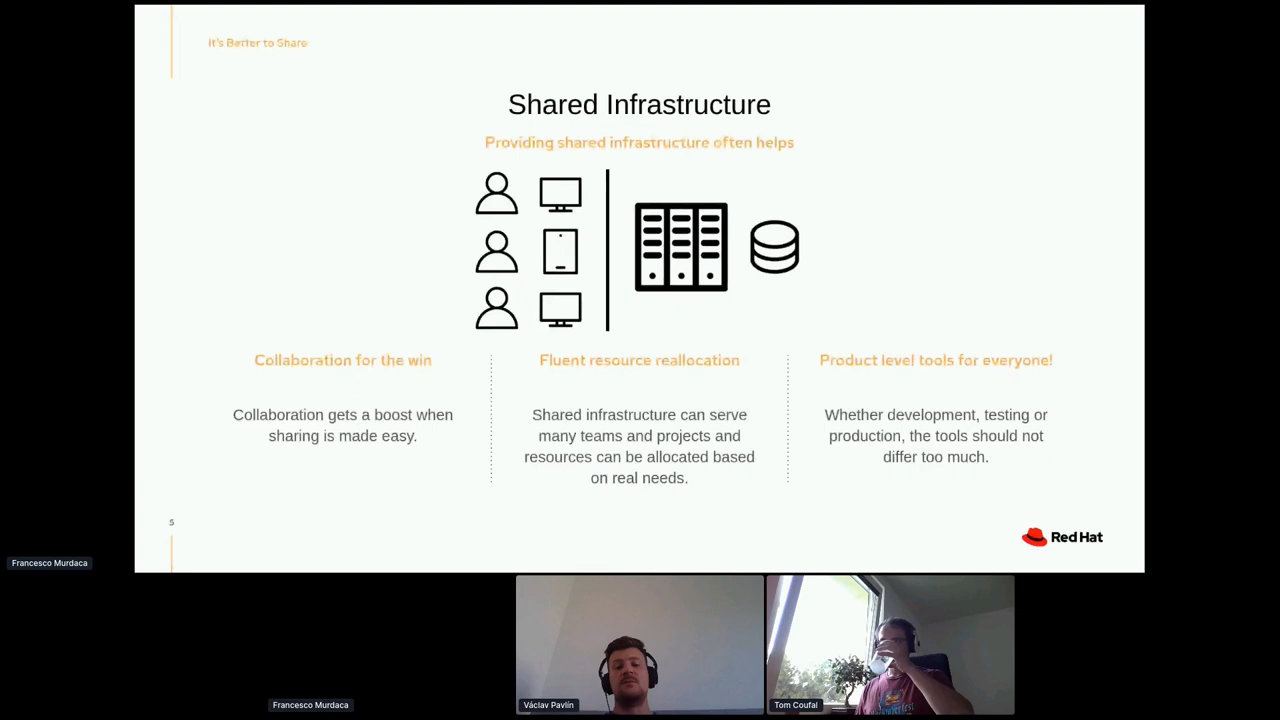 It's Better to Share
Shared Infrastructure
Providing shared infrastructure often helps
Collaboration for the win
Collaboration gets a boost when
sharing is made easy.
Fluent resource reallocation
Shared infrastructure can serve
many teams and projects and
resources can be allocated based
on real needs.
Product level tools for everyone!
Whether development, testing or
production, the tools should not
differ too much.
5
Red Hat
Francesco Murdaca
Francesco Murdaca
Václav Pavlín
Tom Coufal